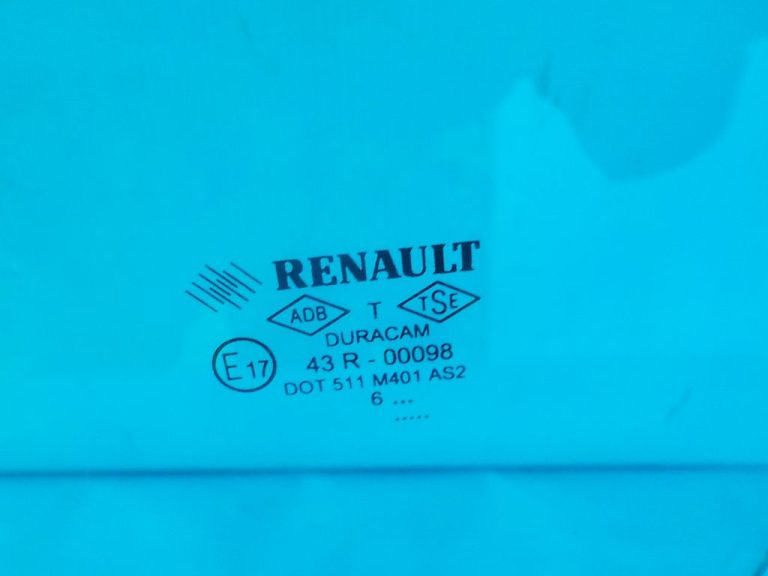 RENAULT
ADB T TSE
DURACAM
E17 43 R - 00098
DOT 511 M401 AS2
6 ...
.....